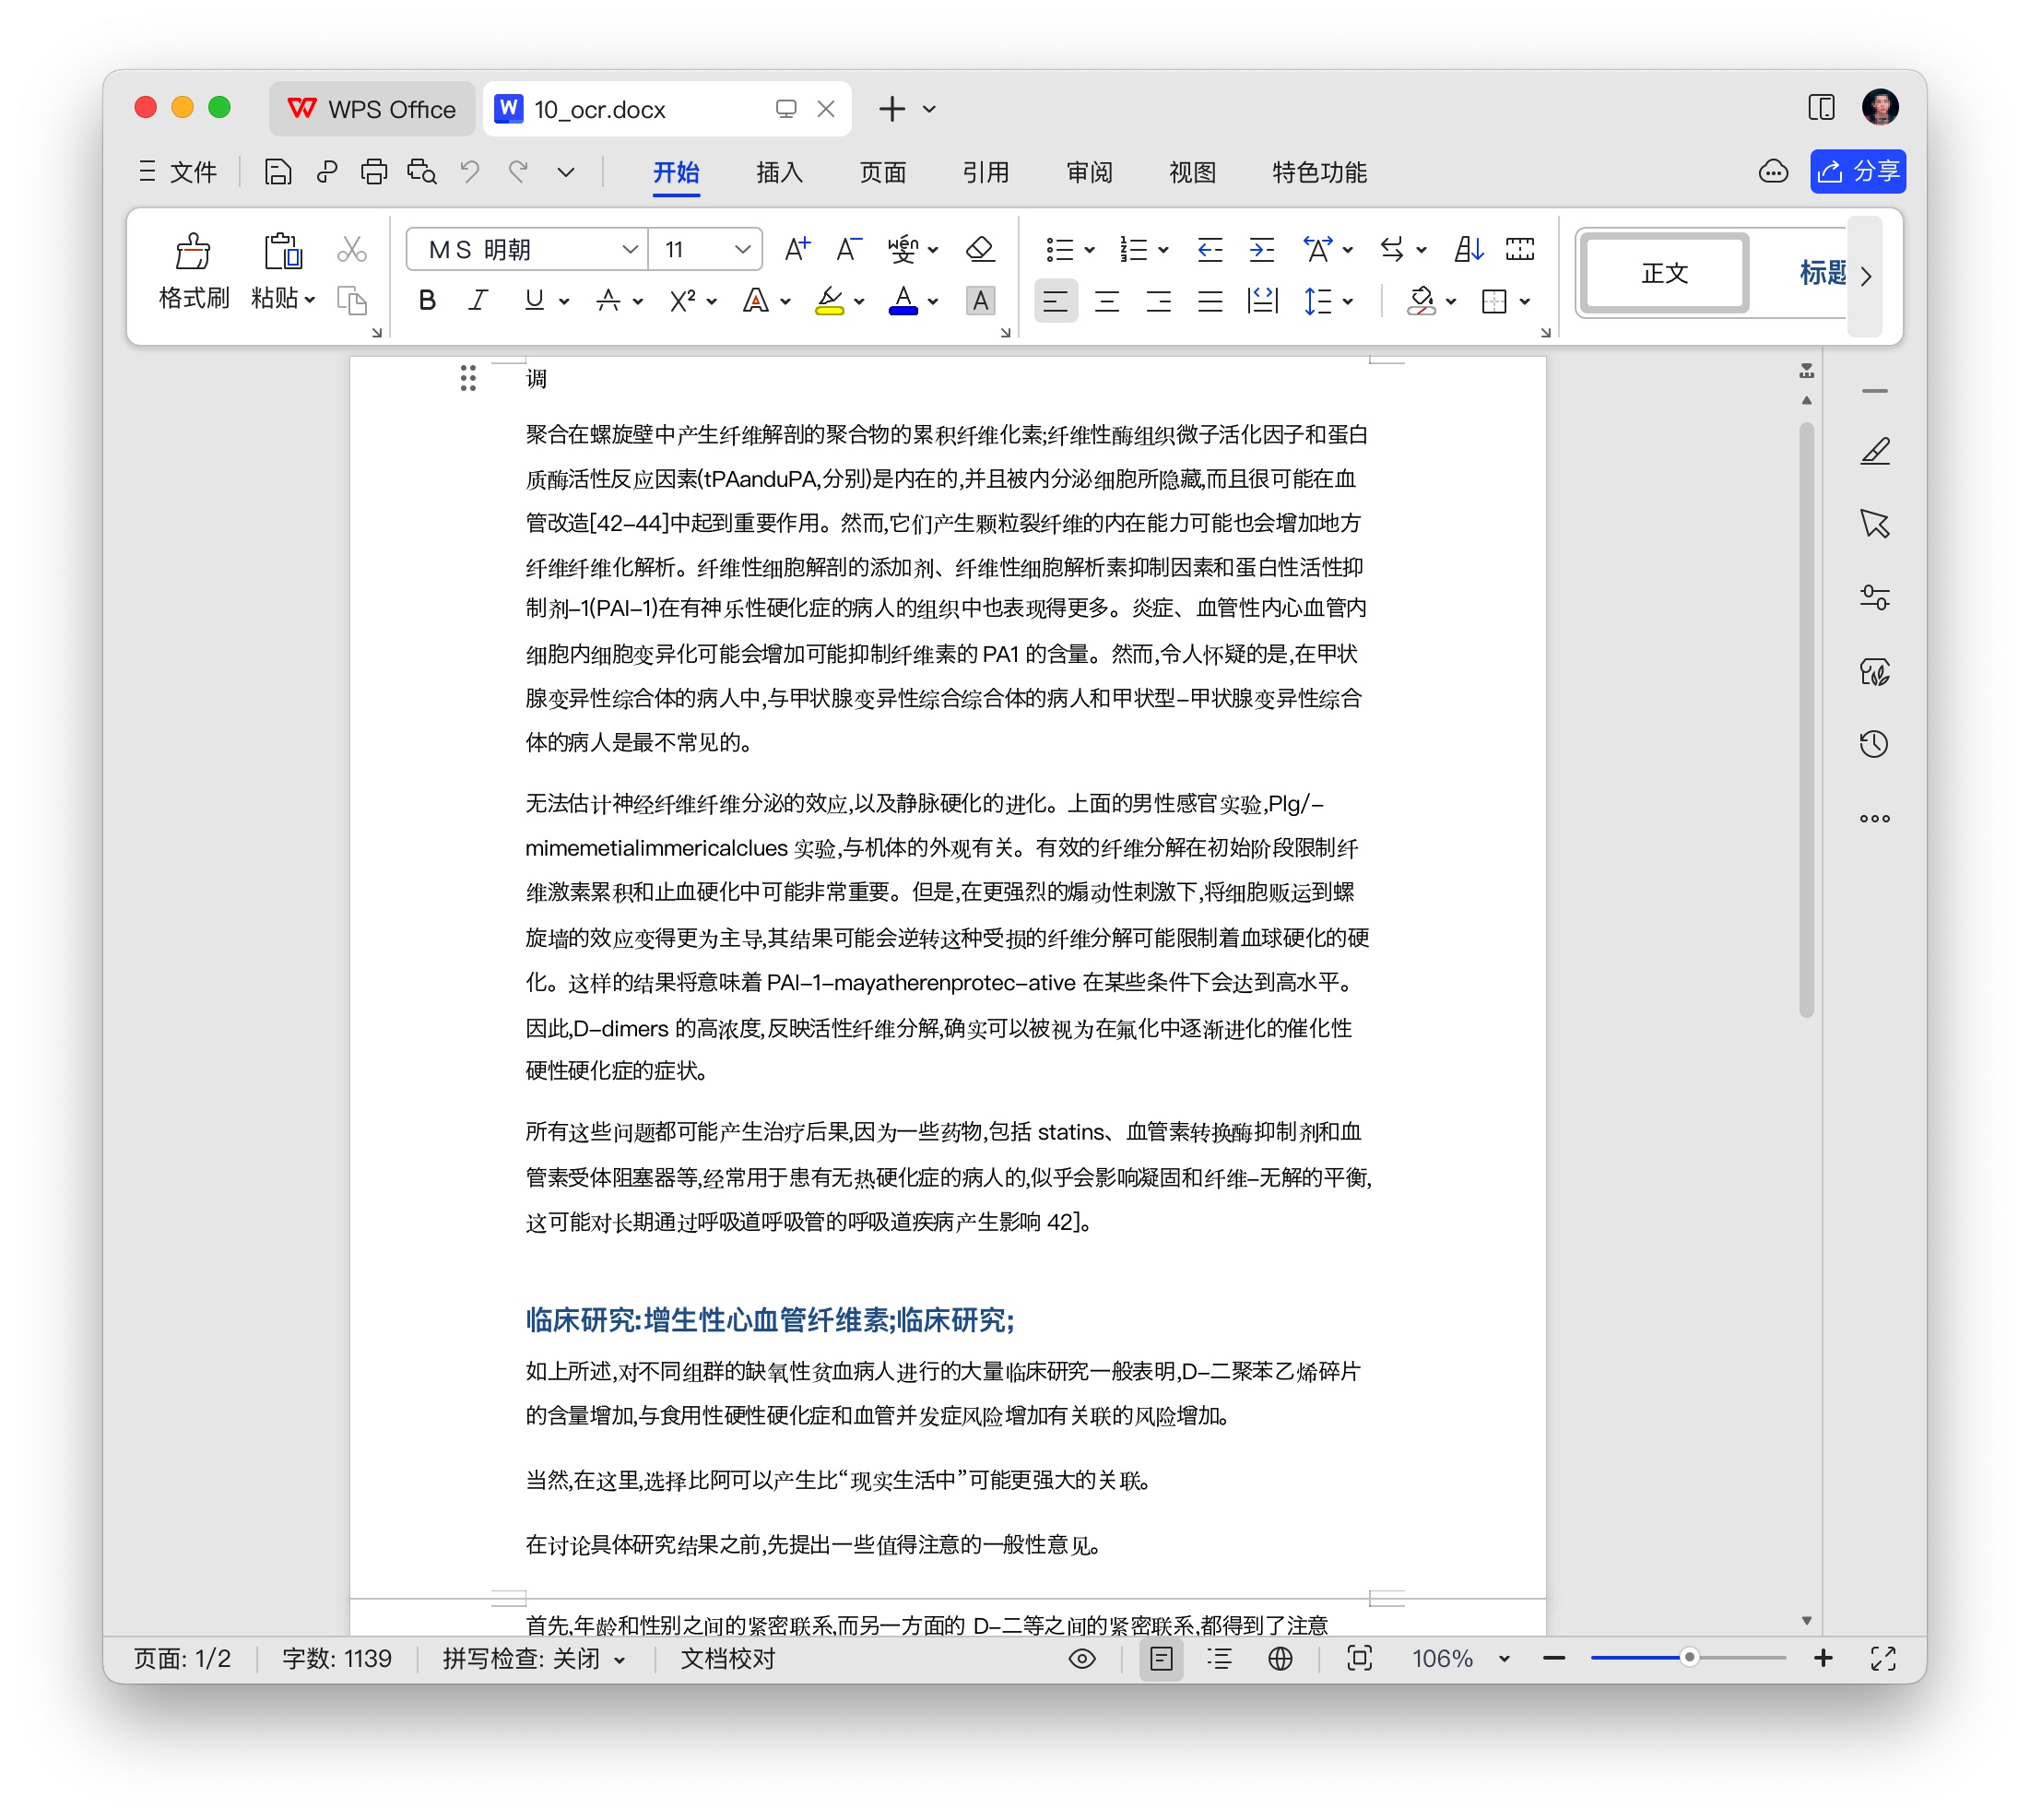 WPS Office
10_ocr.docx
文件
开始
插入
页面
引用
审阅
视图
特色功能
分享
格式刷
粘贴
MS 明朝
11
正文
标题
调
聚合在螺旋壁中产生纤维解剖的聚合物的累积纤维化素;纤维性酶组织微子活化因子和蛋白
质酶活性反应因素(tPAanduPA,分别)是内在的,并且被内分泌细胞所隐藏,而且很可能在血
管改造[42-44]中起到重要作用。然而,它们产生颗粒裂纤维的内在能力可能也会增加地方
纤维纤维化解析。纤维性细胞解剖的添加剂、纤维性细胞解析素抑制因素和蛋白性活性抑
制剂-1(PAI-1)在有神乐性硬化症的病人的组织中也表现得更多。炎症、血管性内心血管内
细胞内细胞变异化可能会增加可能抑制纤维素的 PA1 的含量。然而,令人怀疑的是,在甲状
腺变异性综合体的病人中,与甲状腺变异性综合综合体的病人和甲状型-甲状腺变异性综合
体的病人是最不常见的。
无法估计神经纤维纤维分泌的效应,以及静脉硬化的进化。上面的男性感官实验,Plg/-
mimemetialimmericalclues 实验,与机体的外观有关。有效的纤维分解在初始阶段限制纤
维激素累积和止血硬化中可能非常重要。但是,在更强烈的煽动性刺激下,将细胞贩运到螺
旋墙的效应变得更为主导,其结果可能会逆转这种受损的纤维分解可能限制着血球硬化的硬
化。这样的结果将意味着 PAI-1-mayatherenprotec-ative 在某些条件下会达到高水平。
因此,D-dimers 的高浓度,反映活性纤维分解,确实可以被视为在氟化中逐渐进化的催化性
硬性硬化症的症状。
所有这些问题都可能产生治疗后果,因为一些药物,包括 statins、血管素转换酶抑制剂和血
管素受体阻塞器等,经常用于患有无热硬化症的病人的,似乎会影响凝固和纤维-无解的平衡,
这可能对长期通过呼吸道呼吸管的呼吸道疾病产生影响 42]。
临床研究:增生性心血管纤维素;临床研究;
如上所述,对不同组群的缺氧性贫血病人进行的大量临床研究一般表明,D-二聚苯乙烯碎片
的含量增加,与食用性硬性硬化症和血管并发症风险增加有关联的风险增加。
当然,在这里,选择比阿可以产生比“现实生活中”可能更强大的关联。
在讨论具体研究结果之前,先提出一些值得注意的一般性意见。
首先,年龄和性别之间的紧密联系,而另一方面的 D-二等之间的紧密联系,都得到了注意
页面: 1/2
字数: 1139
拼写检查: 关闭
文档校对
106%